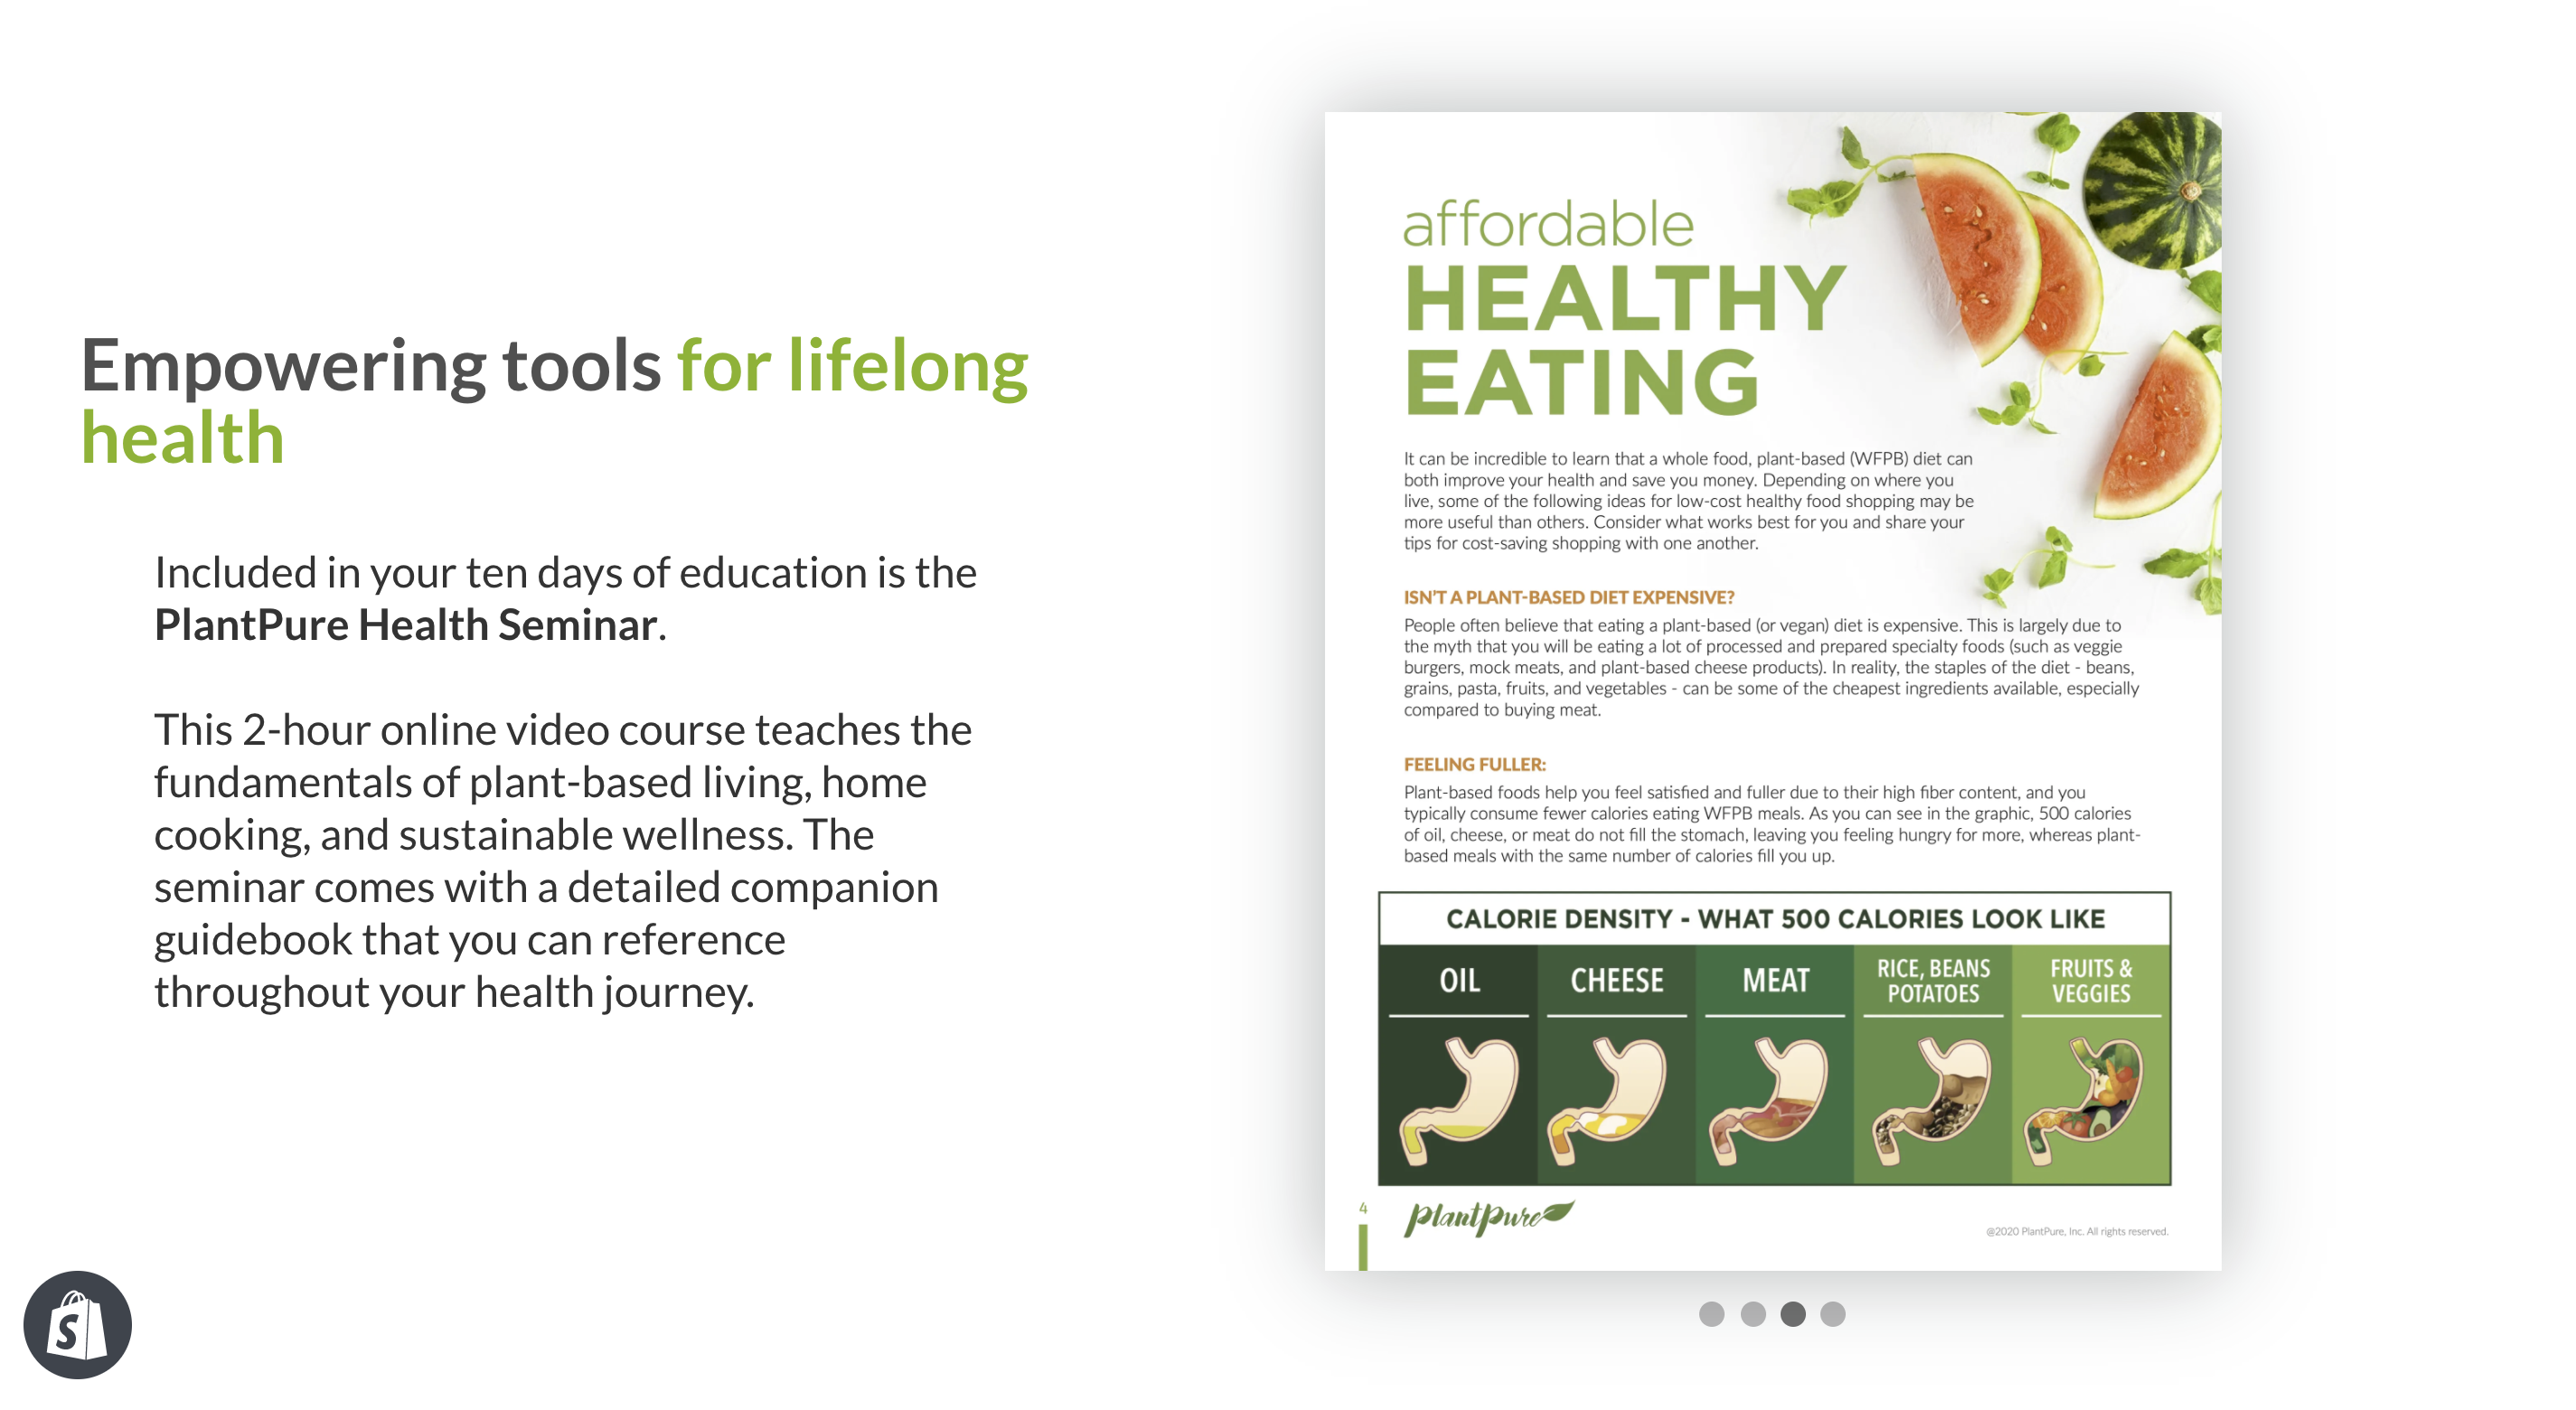 Empowering tools for lifelong
health
Included in your ten days of education is the
PlantPure Health Seminar.
This 2-hour online video course teaches the
fundamentals of plant-based living, home
cooking, and sustainable wellness. The
seminar comes with a detailed companion
guidebook that you can reference
throughout your health journey.
S
affordable
HEALTHY
EATING
It can be incredible to learn that a whole food, plant-based (WFPB) diet can
both improve your health and save you money. Depending on where you
live, some of the following ideas for low-cost healthy food shopping may be
more useful than others. Consider what works best for you and share your
tips for cost-saving shopping with one another.
ISN'T A PLANT-BASED DIET EXPENSIVE?
People often believe that eating a plant-based (or vegan) diet is expensive. This is largely due to
the myth that you will be eating a lot of processed and prepared specialty foods (such as veggie
burgers, mock meats, and plant-based cheese products). In reality, the staples of the diet - beans,
grains, pasta, fruits, and vegetables - can be some of the cheapest ingredients available, especially
compared to buying meat.
FEELING FULLER:
Plant-based foods help you feel satisfied and fuller due to their high fiber content, and you
typically consume fewer calories eating WFPB meals. As you can see in the graphic, 500 calories
of oil, cheese, or meat do not fill the stomach, leaving you feeling hungry for more, whereas plant-
based meals with the same number of calories fill you up.
CALORIE DENSITY - WHAT 500 CALORIES LOOK LIKE
OIL
CHEESE
MEAT
RICE, BEANS
POTATOES
FRUITS &
VEGGIES
4
PlantPure
@2020 PlantPure, Inc. All rights reserved.